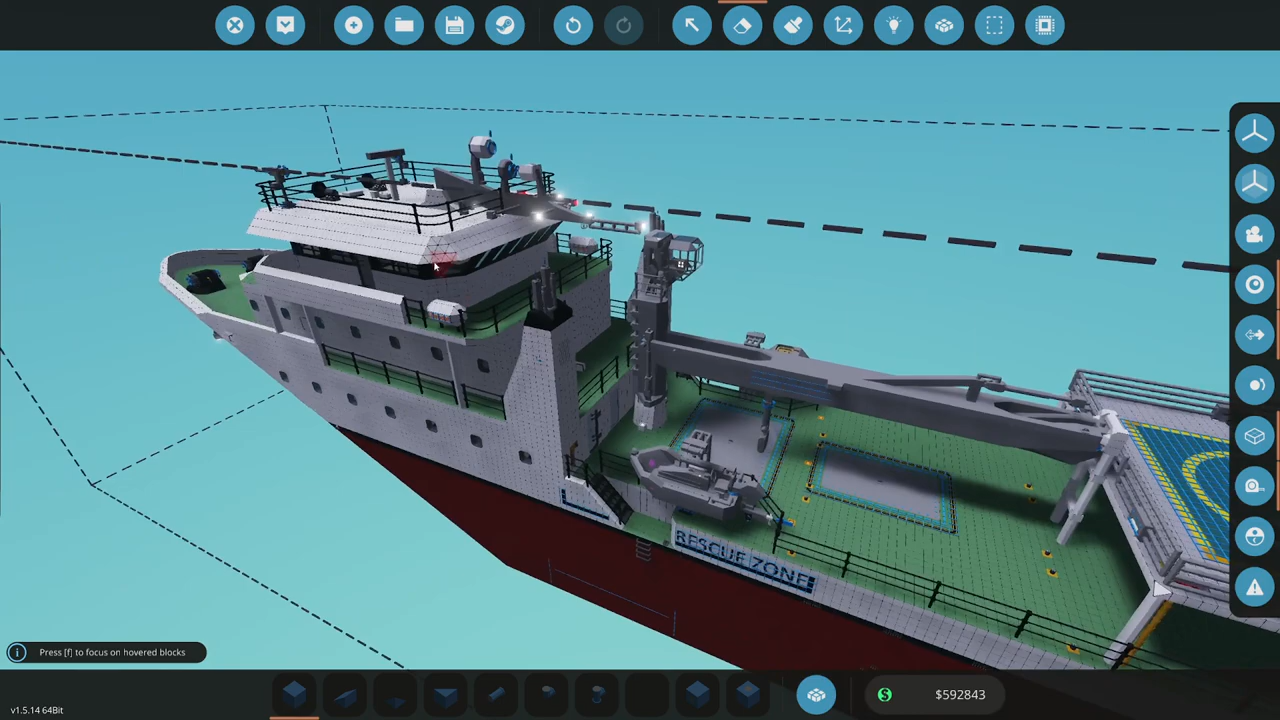 Press [f] to focus on hovered blocks
RESCUE ZONE
v1.5.14 64Bit
$
$592843